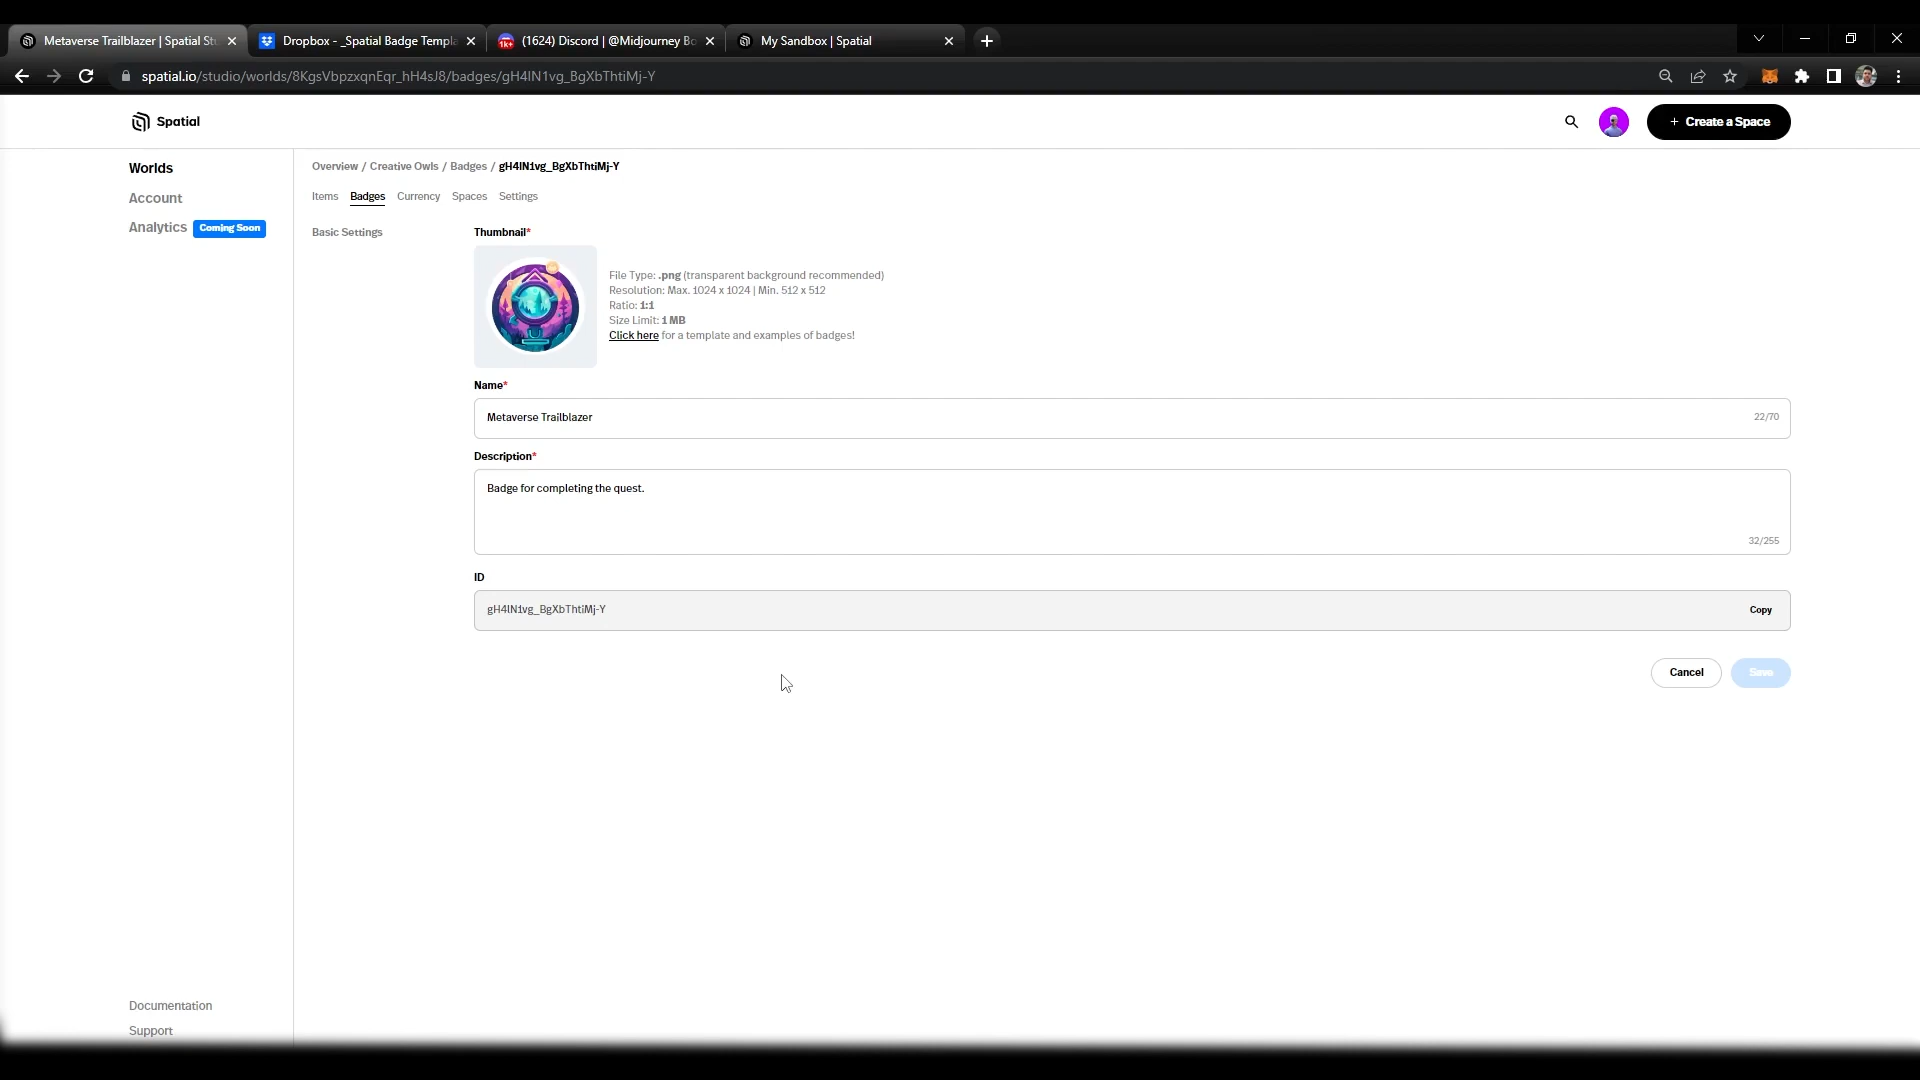 Metaverse Trailblazer | Spatial Stu
Dropbox - _Spatial Badge Templa
(1624) Discord | @Midjourney Bo
My Sandbox | Spatial
spatial.io/studio/worlds/8KgsVbpzxqnEqr_hH4sJ8/badges/gH4lN1vg_BgXbThtiMj-Y
Spatial
+ Create a Space
Worlds
Account
Analytics Coming Soon
Overview / Creative Owls / Badges / gH4lN1vg_BgXbThtiMj-Y
Items Badges Currency Spaces Settings
Basic Settings
Thumbnail*
File Type: .png (transparent background recommended)
Resolution: Max. 1024 x 1024 | Min. 512 x 512
Ratio: 1:1
Size Limit: 1 MB
Click here for a template and examples of badges!
Name*
Metaverse Trailblazer
22/70
Description*
Badge for completing the quest.
32/255
ID
gH4lN1vg_BgXbThtiMj-Y
Copy
Cancel
Save
Documentation
Support